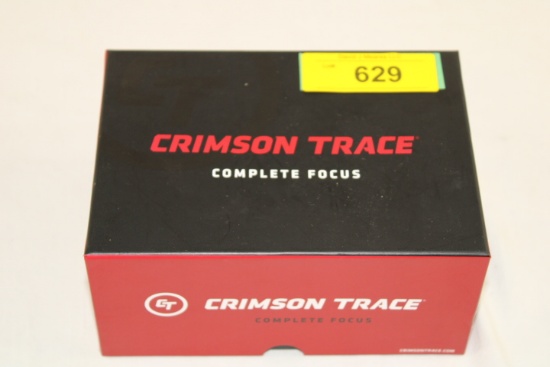 629
CRIMSON TRACE
COMPLETE FOCUS
CT CRIMSON TRACE
COMPLETE FOCUS
CRIMSONTRACE.COM